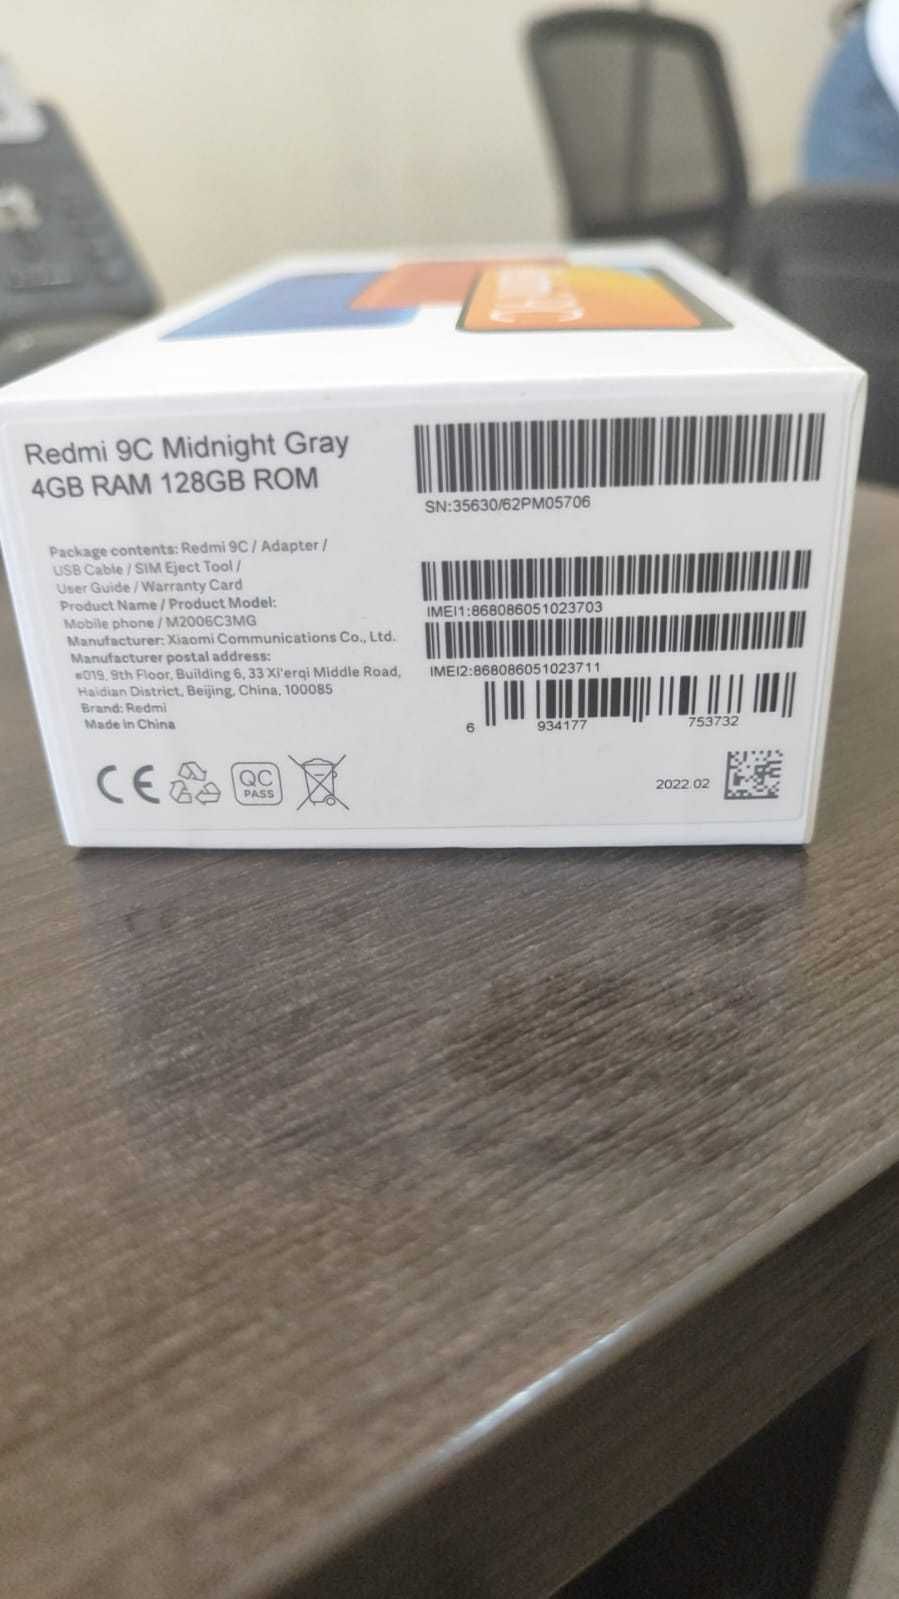 Redmi 9C Midnight Gray
4GB RAM 128GB ROM
Package contents: Redmi 9C / Adapter /
USB Cable / SIM Eject Tool /
User Guide / Warranty Card
Product Name / Product Model:
Mobile phone / M2006C3MG
Manufacturer: Xiaomi Communications Co., Ltd.
Manufacturer postal address:
#019, 9th Floor, Building 6, 33 Xi'erqi Middle Road,
Haidian District, Beijing, China, 100085
Brand: Redmi
Made in China
CE
QC
PASS
SN:35630/62PM05706
IMEI1:868086051023703
IMEI2:868086051023711
6 934177 753732
2022.02